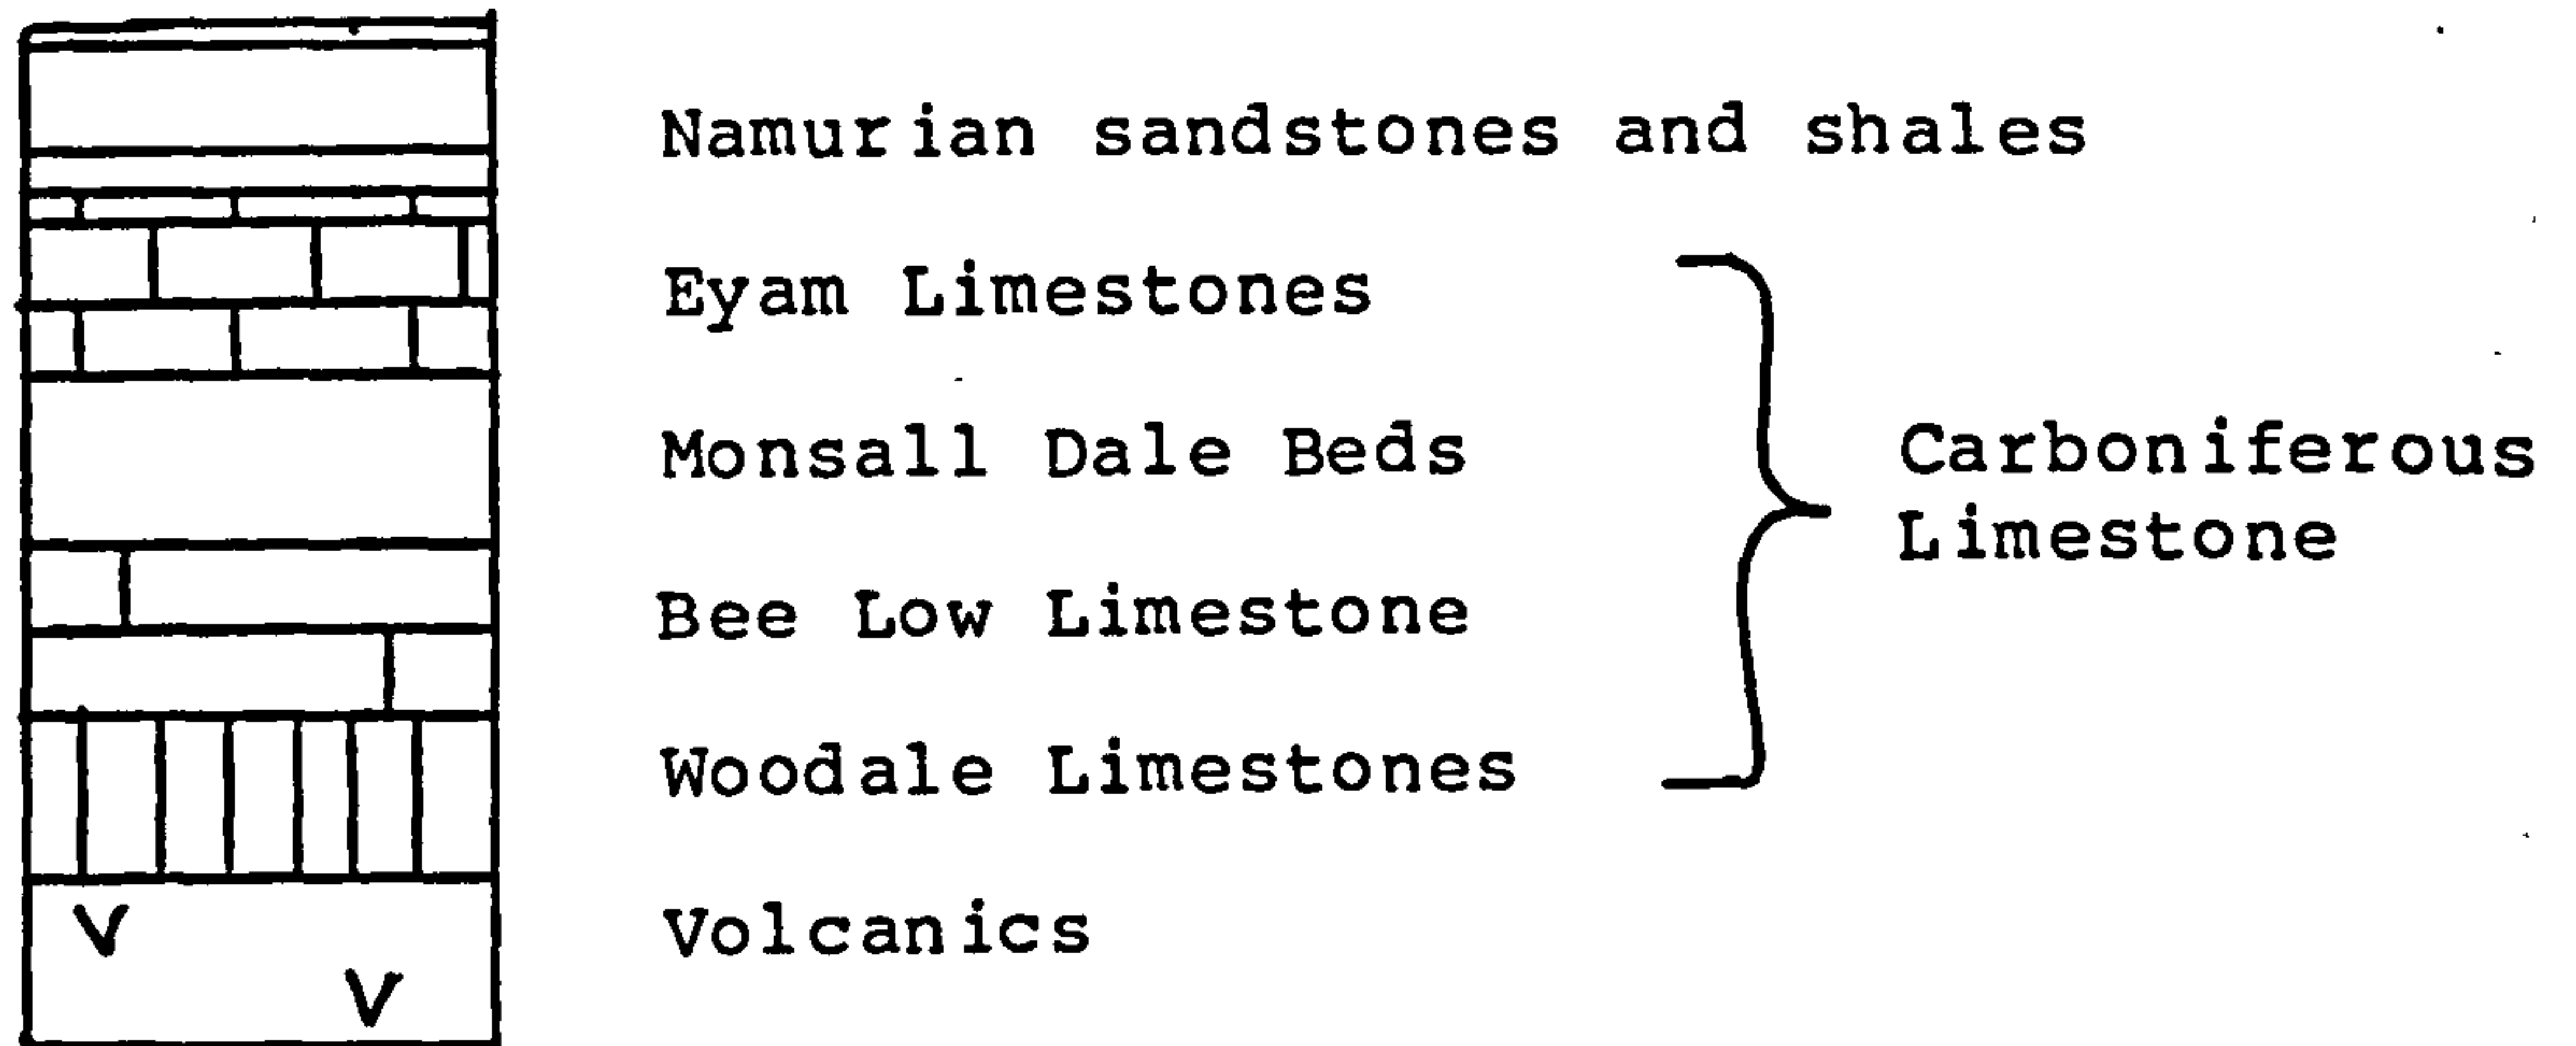 Namurian sandstones and shales
Eyam Limestones
Monsall Dale Beds
Carboniferous
Limestone
Bee Low Limestone
Woodale Limestones
Volcanics
V
V